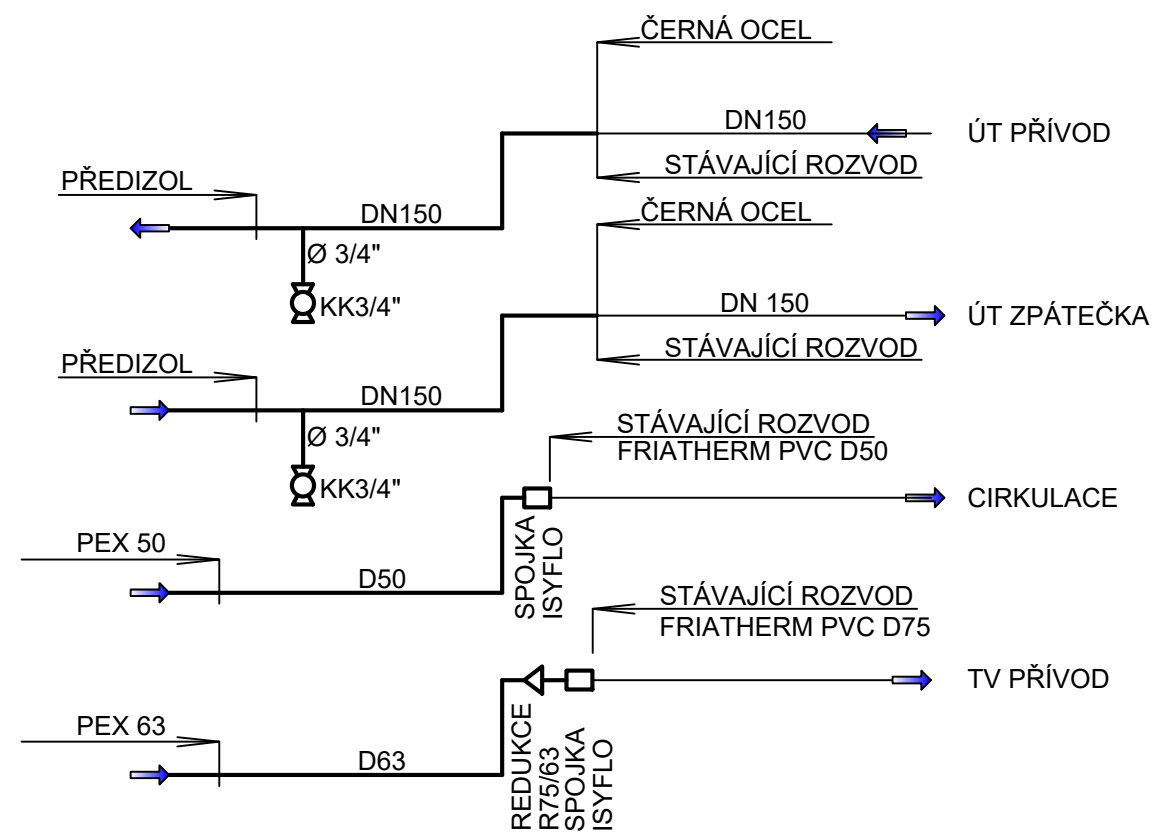 ČERNÁ OCEL
DN150
ÚT PŘÍVOD
STÁVAJÍCÍ ROZVOD
PŘEDIZOL
DN150
ČERNÁ OCEL
Ø 3/4"
KK3/4"
DN 150
ÚT ZPÁTEČKA
STÁVAJÍCÍ ROZVOD
PŘEDIZOL
DN150
STÁVAJÍCÍ ROZVOD
FRIATHERM PVC D50
Ø 3/4"
KK3/4"
CIRKULACE
SPOJKA
ISYFLO
PEX 50
D50
STÁVAJÍCÍ ROZVOD
FRIATHERM PVC D75
TV PŘÍVOD
PEX 63
D63
REDUKCE
R75/63
SPOJKA
ISYFLO